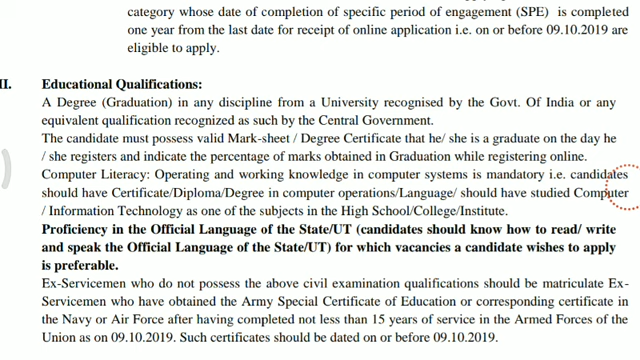 category whose date of completion of specific period of engagement (SPE) is completed
one year from the last date for receipt of online application i.e. on or before 09.10.2019 are
eligible to apply.
II. Educational Qualifications:
A Degree (Graduation) in any discipline from a University recognised by the Govt. Of India or any
equivalent qualification recognized as such by the Central Government.
The candidate must possess valid Mark-sheet / Degree Certificate that he/ she is a graduate on the day he
/ she registers and indicate the percentage of marks obtained in Graduation while registering online.
Computer Literacy: Operating and working knowledge in computer systems is mandatory i.e. candidates
should have Certificate/Diploma/Degree in computer operations/Language/ should have studied Computer
/ Information Technology as one of the subjects in the High School/College/Institute.
Proficiency in the Official Language of the State/UT (candidates should know how to read/ write
and speak the Official Language of the State/UT) for which vacancies a candidate wishes to apply
is preferable.
Ex-Servicemen who do not possess the above civil examination qualifications should be matriculate Ex-
Servicemen who have obtained the Army Special Certificate of Education or corresponding certificate in
the Navy or Air Force after having completed not less than 15 years of service in the Armed Forces of the
Union as on 09.10.2019. Such certificates should be dated on or before 09.10.2019.